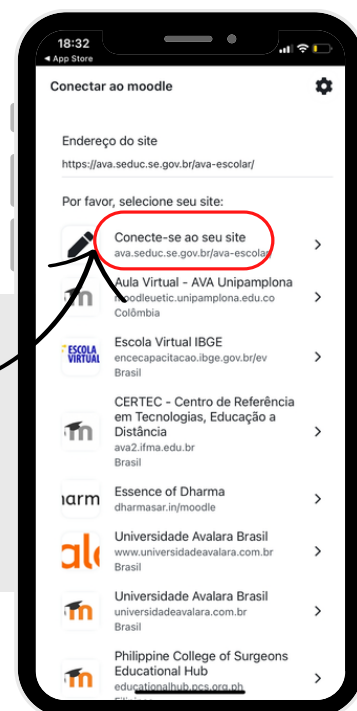 18:32
◀ App Store
Conectar ao moodle
Endereço do site
https://ava.seduc.se.gov.br/ava-escolar/
Por favor, selecione seu site:
Conecte-se ao seu site
ava.seduc.se.gov.br/ava-escolar
Aula Virtual - AVA Unipamplona
moodleuetic.unipamplona.edu.co
Colômbia
ESCOLA
VIRTUAL
Escola Virtual IBGE
encecapacitacao.ibge.gov.br/ev
Brasil
CERTEC - Centro de Referência
em Tecnologias, Educação a
Distância
ava2.ifma.edu.br
Brasil
arm
Essence of Dharma
dharmasar.in/moodle
Universidade Avalara Brasil
www.universidadeavalara.com.br
Brasil
Universidade Avalara Brasil
universidadeavalara.com.br
Brasil
Philippine College of Surgeons
Educational Hub
educationalhub.pcs.org.ph